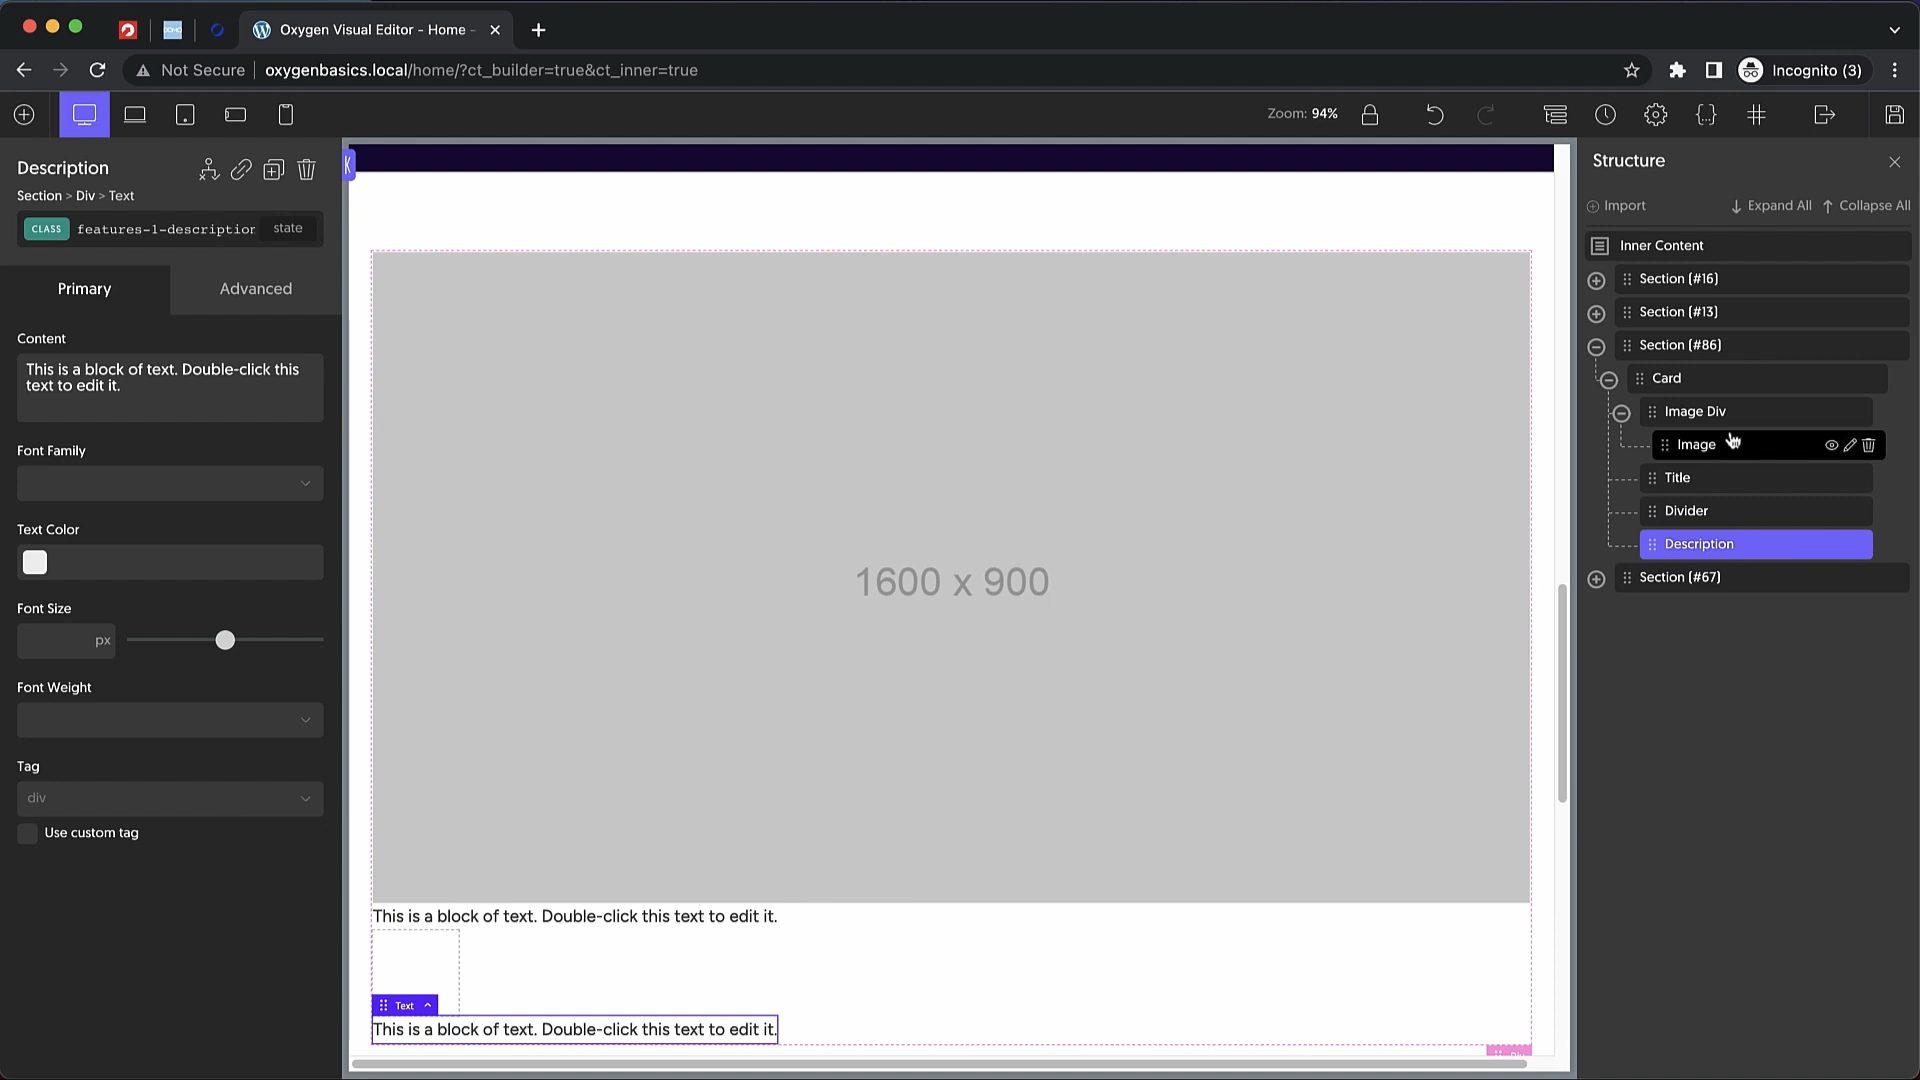 Oxygen Visual Editor - Home -
Not Secure
oxygenbasics.local/home/?ct_builder=true&ct_inner=true
Incognito (3)
Zoom: 94%
Description
Section > Div > Text
CLASS features-1-description state
Primary
Advanced
Content
This is a block of text. Double-click this
text to edit it.
Font Family
Text Color
Font Size
px
Font Weight
Tag
div
Use custom tag
1600 x 900
This is a block of text. Double-click this text to edit it.
Text
This is a block of text. Double-click this text to edit it.
Structure
Import
Expand All
Collapse All
Inner Content
Section (#16)
Section (#13)
Section (#86)
Card
Image Div
Image
Title
Divider
Description
Section (#67)